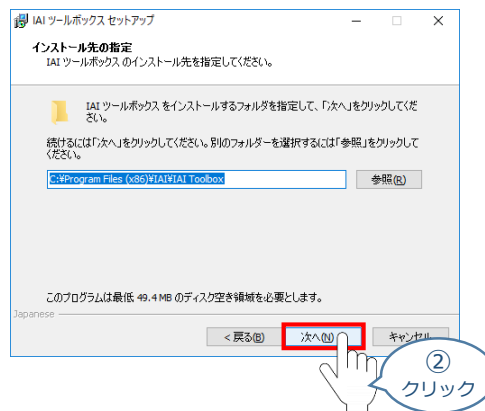 IAI ツールボックス セットアップ
インストール先の指定
IAI ツールボックス のインストール先を指定してください。
IAI ツールボックス をインストールするフォルダを指定して、「次へ」をクリックしてくだ
さい。
続けるには「次へ」をクリックしてください。別のフォルダーを選択するには「参照」をクリックして
ください。
C:¥Program Files (x86)¥IAI¥IAI Toolbox
参照(R)
このプログラムは最低 49.4 MB のディスク空き領域を必要とします。
Japanese
< 戻る(B)
次へ(N)
キャンセル
②
クリック